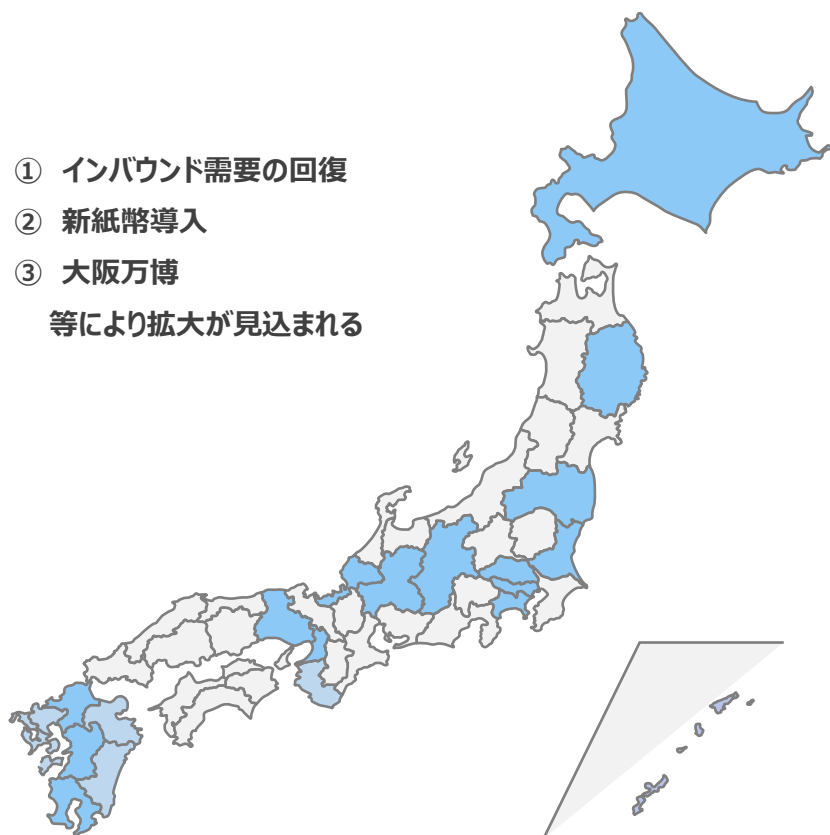 ① インバウンド需要の回復
② 新紙幣導入
③ 大阪万博
等により拡大が見込まれる